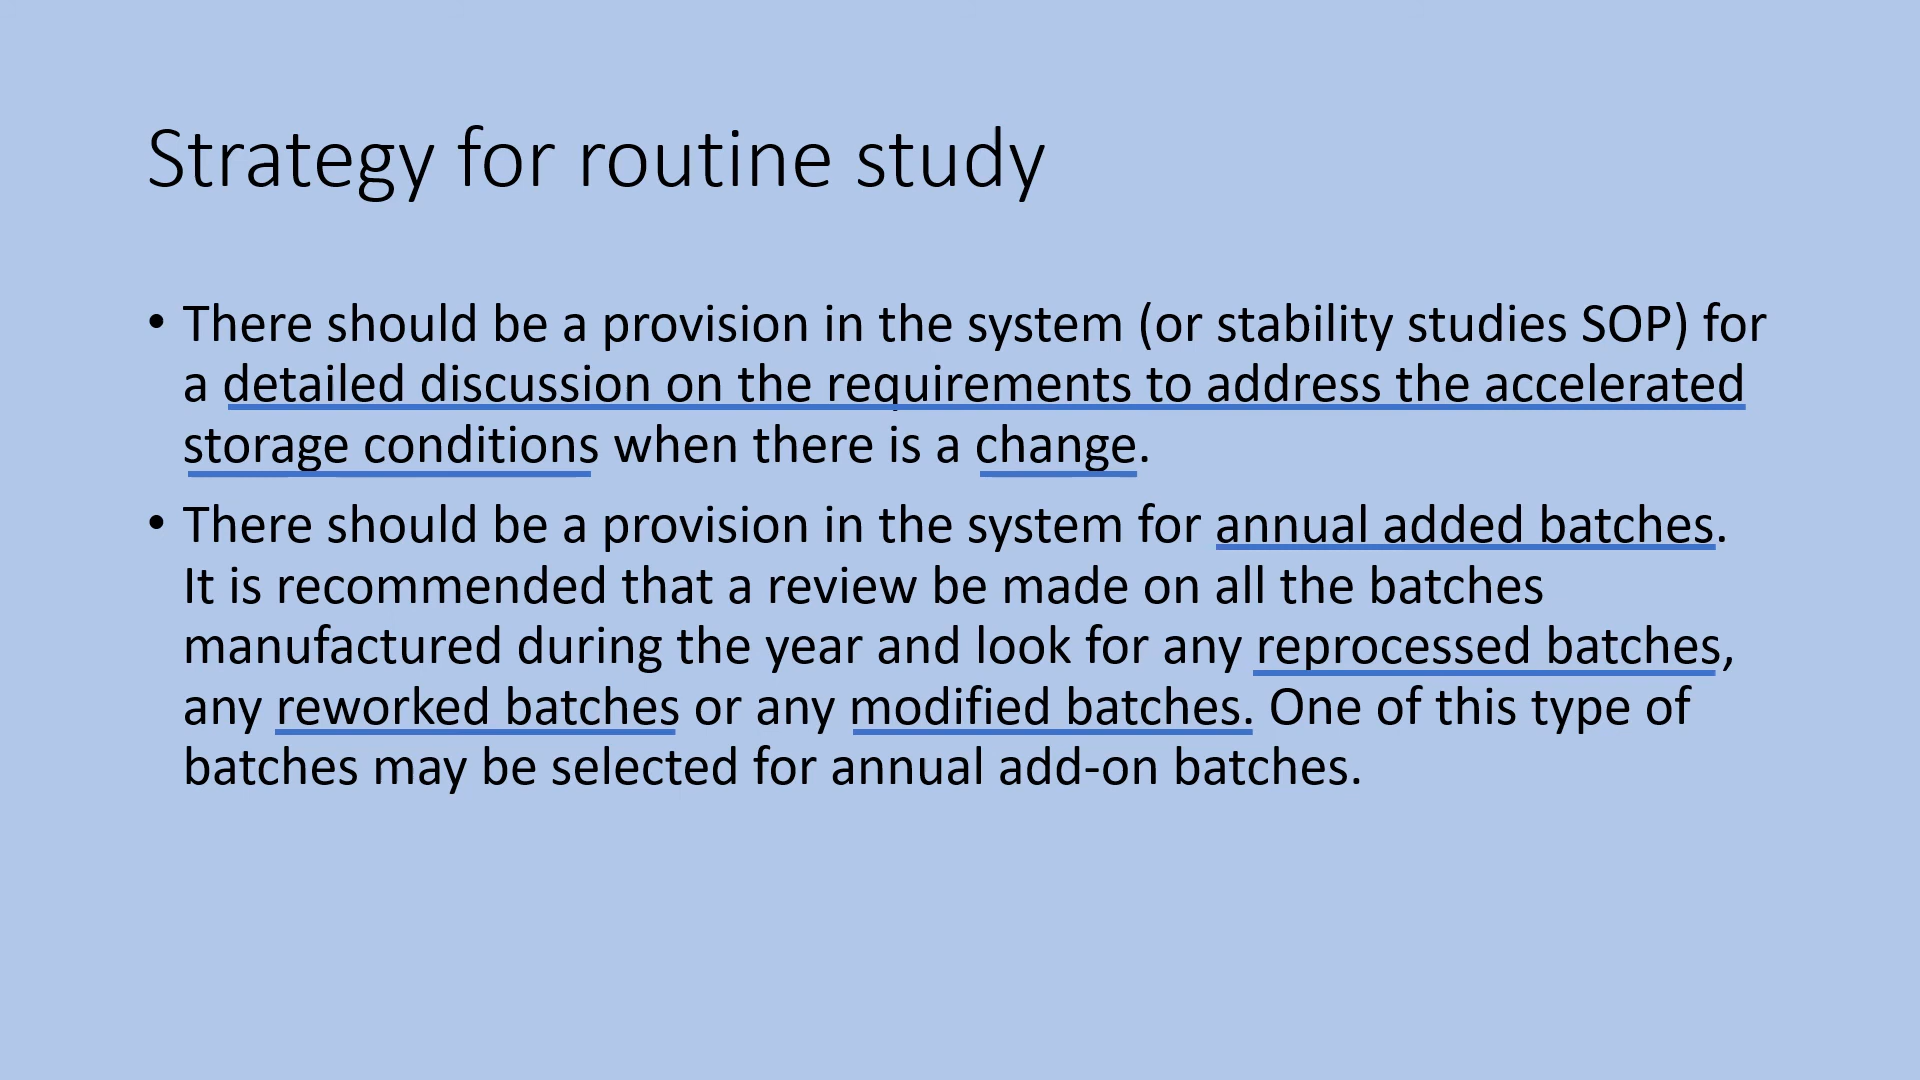 Strategy for routine study
• There should be a provision in the system (or stability studies SOP) for
a detailed discussion on the requirements to address the accelerated
storage conditions when there is a change.
• There should be a provision in the system for annual added batches.
It is recommended that a review be made on all the batches
manufactured during the year and look for any reprocessed batches,
any reworked batches or any modified batches. One of this type of
batches may be selected for annual add-on batches.